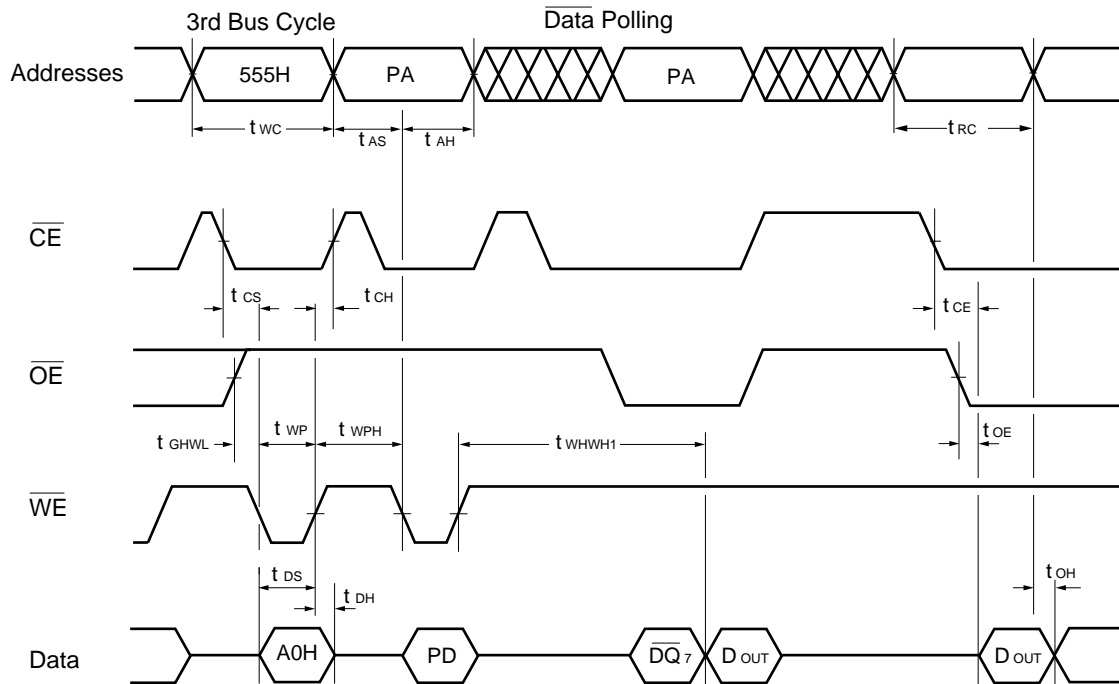 3rd Bus Cycle
Data Polling
Addresses
555H
PA
PA
t WC
t AS
t AH
t RC
CE
t CS
t CH
t CE
OE
t GHWL
t WP
t WPH
t WHWH1
t OE
WE
t DS
t DH
t OH
Data
A0H
PD
DQ 7
D OUT
D OUT